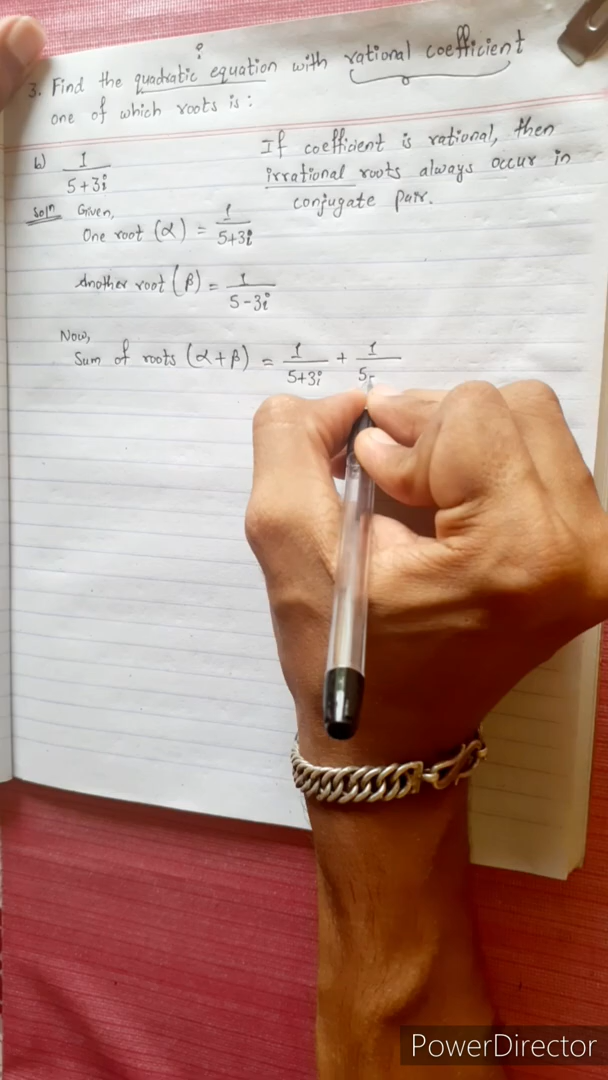 3. Find the quadratic equation with rational coefficient
one of which roots is :
b) 1/(5+3i)
If coefficient is rational, then
irrational roots always occur in
conjugate pair.
Soln Given,
One root (α) = 1/(5+3i)
Another root (β) = 1/(5-3i)
Now,
Sum of roots (α+β) = 1/(5+3i) + 1/(5-
PowerDirector